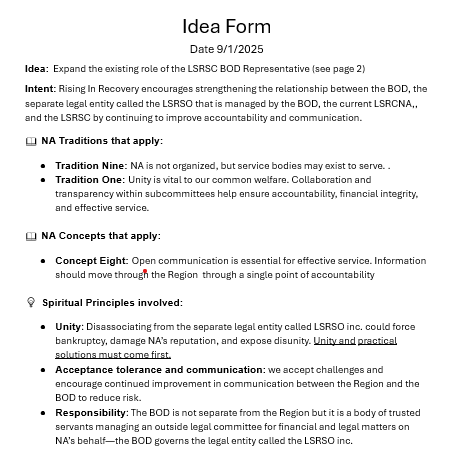 Idea Form
Date 9/1/2025
Idea: Expand the existing role of the LSRSC BOD Representative (see page 2)
Intent: Rising In Recovery encourages strengthening the relationship between the BOD, the
separate legal entity called the LSRSO that is managed by the BOD, the current LSRCNA,,
and the LSRSC by continuing to improve accountability and communication.
NA Traditions that apply:
• Tradition Nine: NA is not organized, but service bodies may exist to serve. .
• Tradition One: Unity is vital to our common welfare. Collaboration and
transparency within subcommittees help ensure accountability, financial integrity,
and effective service.
NA Concepts that apply:
• Concept Eight: Open communication is essential for effective service. Information
should move through the Region through a single point of accountability
Spiritual Principles involved:
• Unity: Disassociating from the separate legal entity called LSRSO inc. could force
bankruptcy, damage NA's reputation, and expose disunity. Unity and practical
solutions must come first.
• Acceptance tolerance and communication: we accept challenges and
encourage continued improvement in communication between the Region and the
BOD to reduce risk.
• Responsibility: The BOD is not separate from the Region but it is a body of trusted
servants managing an outside legal committee for financial and legal matters on
NA's behalf—the BOD governs the legal entity called the LSRSO inc.